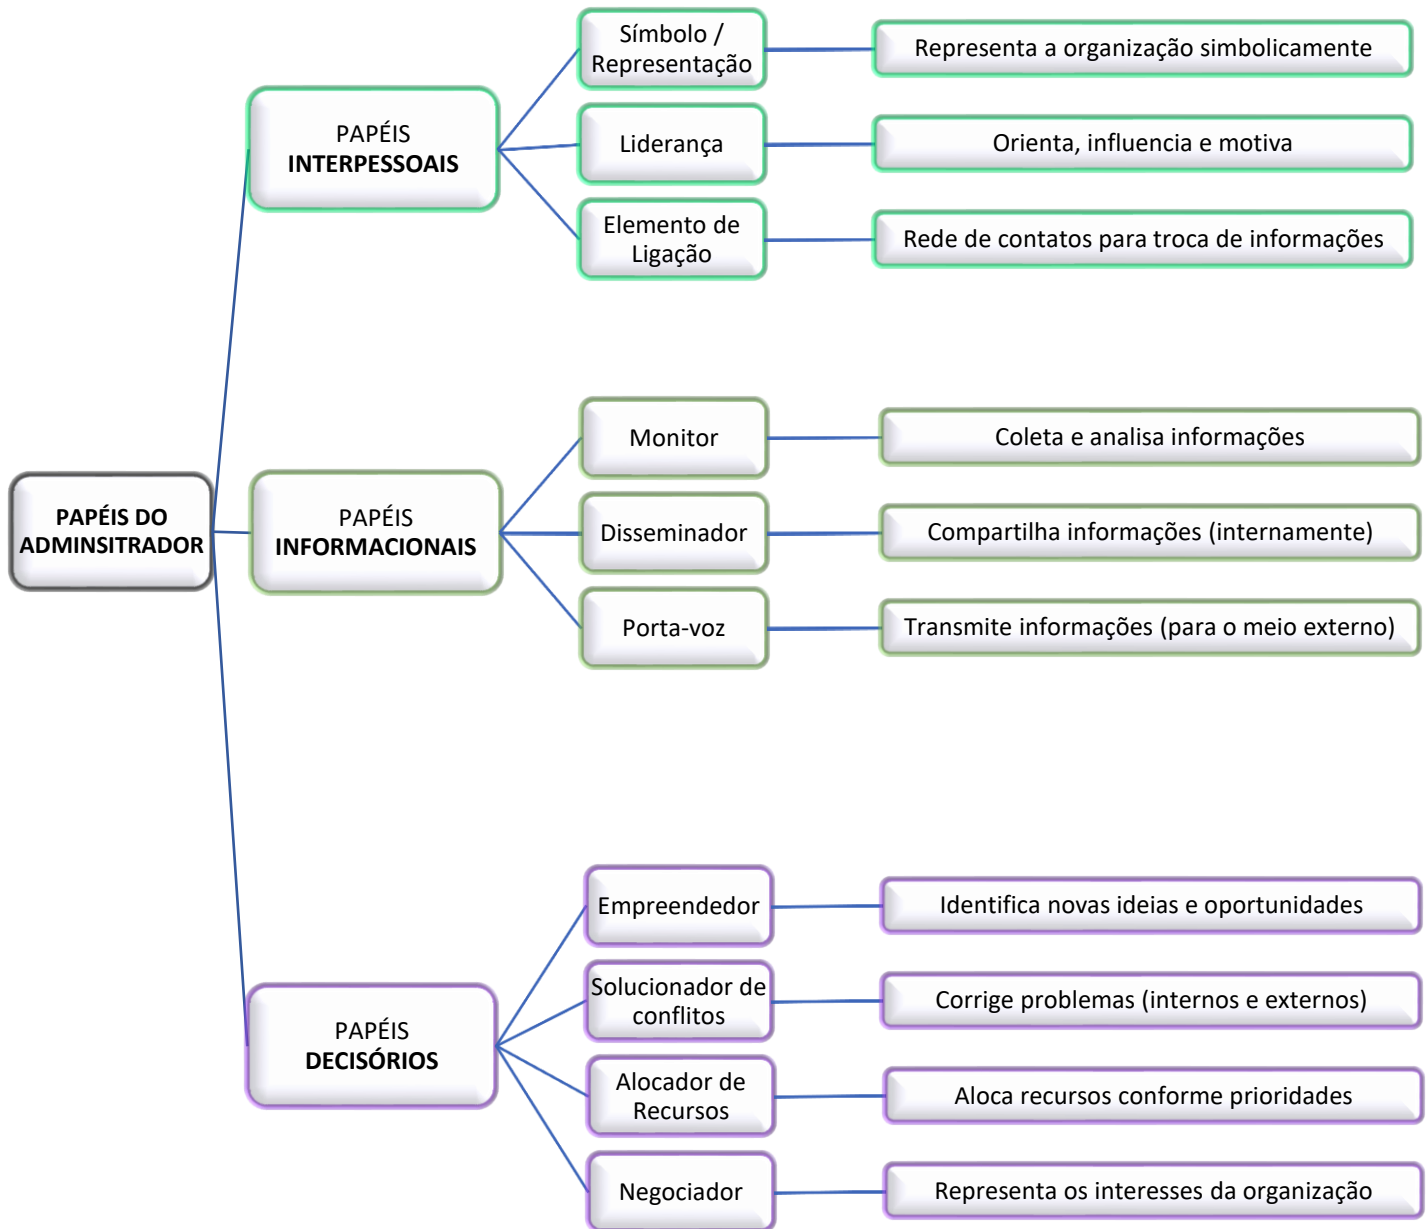 PAPÉIS DO
ADMINSITRADOR
PAPÉIS
INTERPESSOAIS
Símbolo /
Representação
Representa a organização simbolicamente
Liderança
Orienta, influencia e motiva
Elemento de
Ligação
Rede de contatos para troca de informações
PAPÉIS
INFORMACIONAIS
Monitor
Coleta e analisa informações
Disseminador
Compartilha informações (internamente)
Porta-voz
Transmite informações (para o meio externo)
PAPÉIS
DECISÓRIOS
Empreendedor
Identifica novas ideias e oportunidades
Solucionador de
conflitos
Corrige problemas (internos e externos)
Alocador de
Recursos
Aloca recursos conforme prioridades
Negociador
Representa os interesses da organização